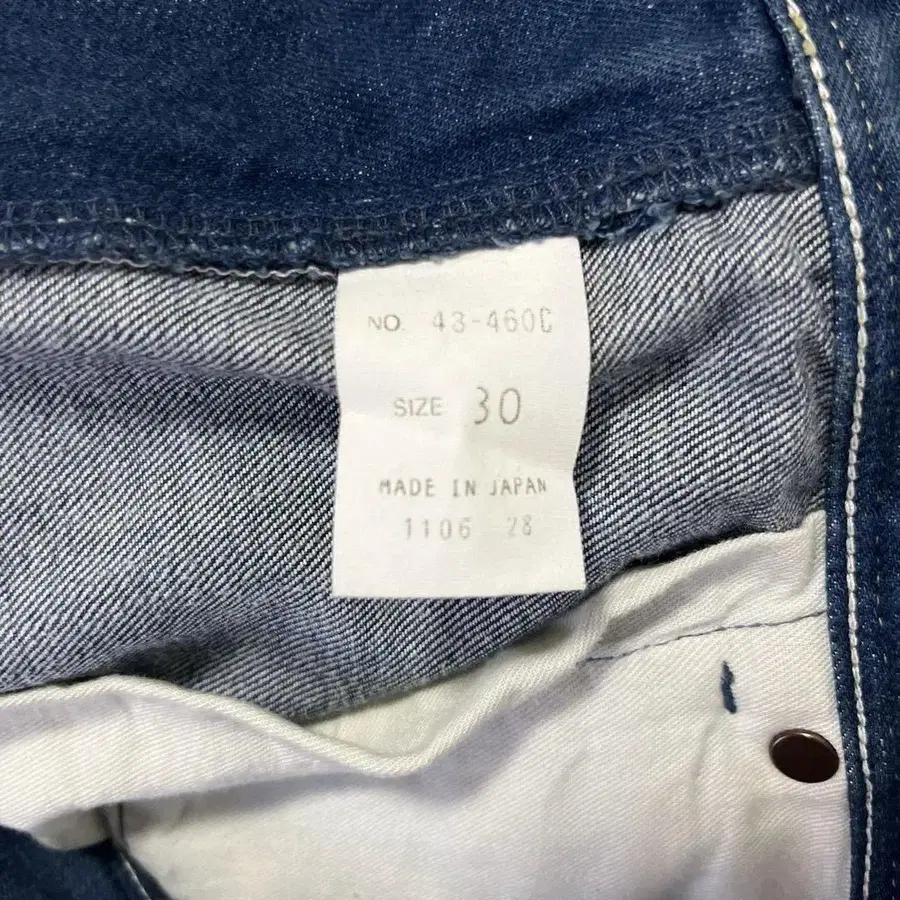 NO. 43-460C
SIZE 30
MADE IN JAPAN
1106 28